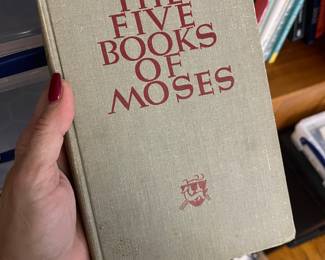 THE
FIVE
BOOKS
OF
MOSES